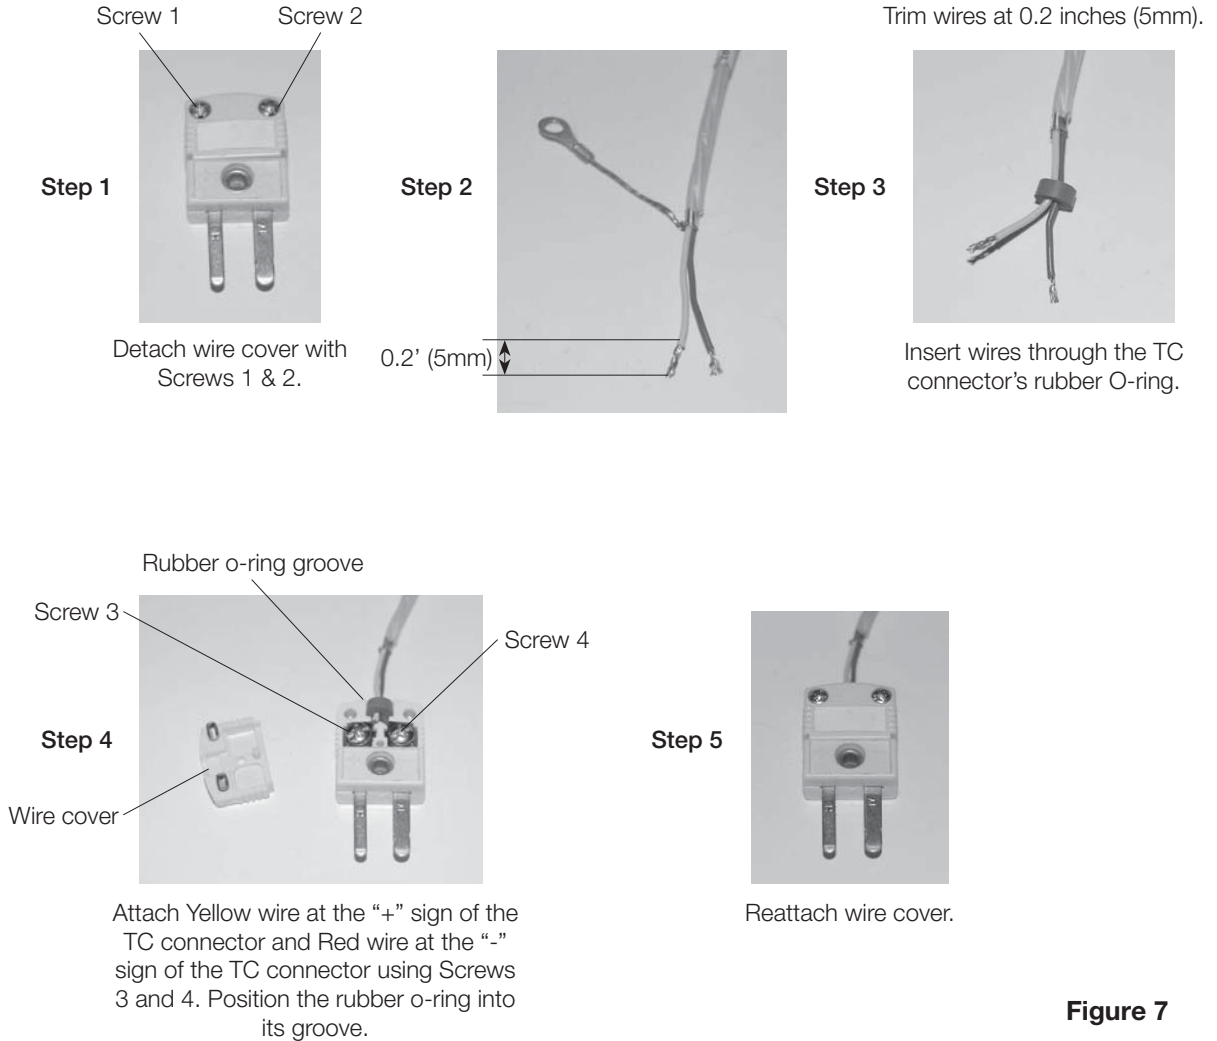 Screw 1
Screw 2
Trim wires at 0.2 inches (5mm).
Step 1
Step 2
Step 3
Detach wire cover with
Screws 1 & 2.
0.2’ (5mm)
Insert wires through the TC
connector’s rubber O-ring.
Rubber o-ring groove
Screw 3
Screw 4
Step 4
Step 5
Wire cover
Attach Yellow wire at the “+” sign of the
TC connector and Red wire at the “-”
sign of the TC connector using Screws
3 and 4. Position the rubber o-ring into
its groove.
Reattach wire cover.
Figure 7